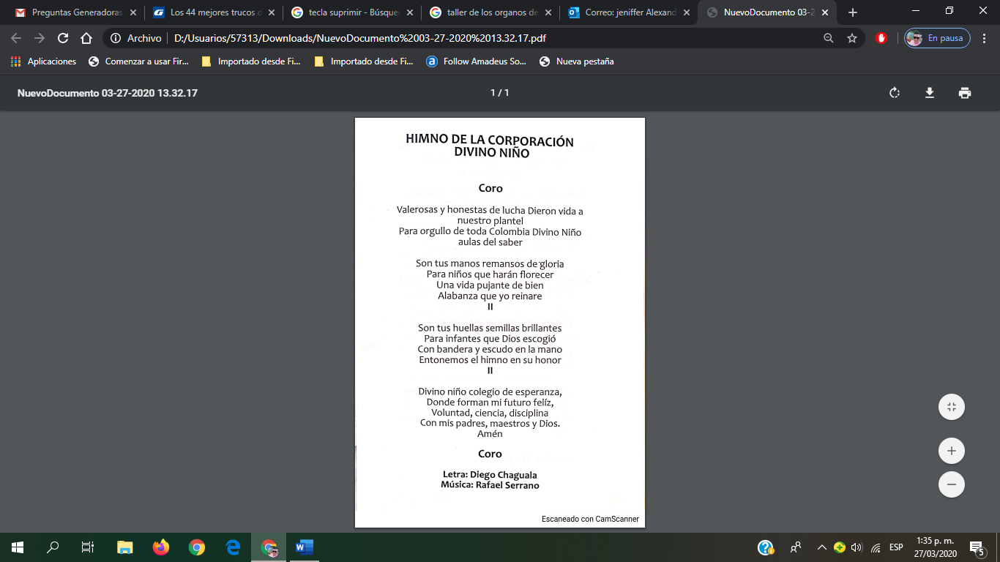 Preguntas Generadoras
Los 44 mejores trucos d
tecla suprimir - Búsque
taller de los organos de
Correo: jeniffer Alexand
NuevoDocumento 03-2
Archivo
D:/Usuarios/57313/Downloads/NuevoDocumento%2003-27-2020%2013.32.17.pdf
En pausa
Aplicaciones
Comenzar a usar Fir...
Importado desde Fi...
Importado desde Fi...
Follow Amadeus So...
Nueva pestaña
NuevoDocumento 03-27-2020 13.32.17
1 / 1
HIMNO DE LA CORPORACIÓN
DIVINO NIÑO
Coro
Valerosas y honestas de lucha Dieron vida a
nuestro plantel
Para orgullo de toda Colombia Divino Niño
aulas del saber
Son tus manos remansos de gloria
Para niños que harán florecer
Una vida pujante de bien
Alabanza que yo reinare
II
Son tus huellas semillas brillantes
Para infantes que Dios escogió
Con bandera y escudo en la mano
Entonemos el himno en su honor
II
Divino niño colegio de esperanza,
Donde forman mi futuro felíz,
Voluntad, ciencia, disciplina
Con mis padres, maestros y Dios.
Amén
Coro
Letra: Diego Chaguala
Música: Rafael Serrano
Escaneado con CamScanner
ESP
1:35 p. m.
27/03/2020
5